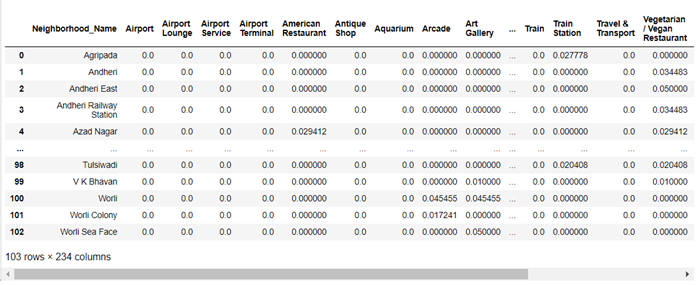 Neighborhood_Name Airport Airport Lounge Airport Service Airport Terminal American Restaurant Antique Shop Aquarium Arcade Art Gallery ... Train Train Station Travel & Transport Vegetarian / Vegan Restaurant
0 Agripada 0.0 0.0 0.0 0.0 0.000000 0.0 0.0 0.000000 0.000000 ... 0.0 0.027778 0.0 0.000000
1 Andheri 0.0 0.0 0.0 0.0 0.000000 0.0 0.0 0.000000 0.000000 ... 0.0 0.000000 0.0 0.034483
2 Andheri East 0.0 0.0 0.0 0.0 0.000000 0.0 0.0 0.000000 0.000000 ... 0.0 0.000000 0.0 0.050000
3 Andheri Railway Station 0.0 0.0 0.0 0.0 0.000000 0.0 0.0 0.000000 0.000000 ... 0.0 0.000000 0.0 0.034483
4 Azad Nagar 0.0 0.0 0.0 0.0 0.029412 0.0 0.0 0.000000 0.000000 ... 0.0 0.000000 0.0 0.029412
... ... ... ... ... ... ... ... ... ... ... ... ... ... ... ...
98 Tulsiwadi 0.0 0.0 0.0 0.0 0.000000 0.0 0.0 0.000000 0.000000 ... 0.0 0.020408 0.0 0.020408
99 V K Bhavan 0.0 0.0 0.0 0.0 0.000000 0.0 0.0 0.000000 0.010000 ... 0.0 0.000000 0.0 0.010000
100 Worli 0.0 0.0 0.0 0.0 0.000000 0.0 0.0 0.045455 0.045455 ... 0.0 0.000000 0.0 0.000000
101 Worli Colony 0.0 0.0 0.0 0.0 0.000000 0.0 0.0 0.017241 0.000000 ... 0.0 0.000000 0.0 0.000000
102 Worli Sea Face 0.0 0.0 0.0 0.0 0.000000 0.0 0.0 0.000000 0.050000 ... 0.0 0.000000 0.0 0.000000
103 rows × 234 columns